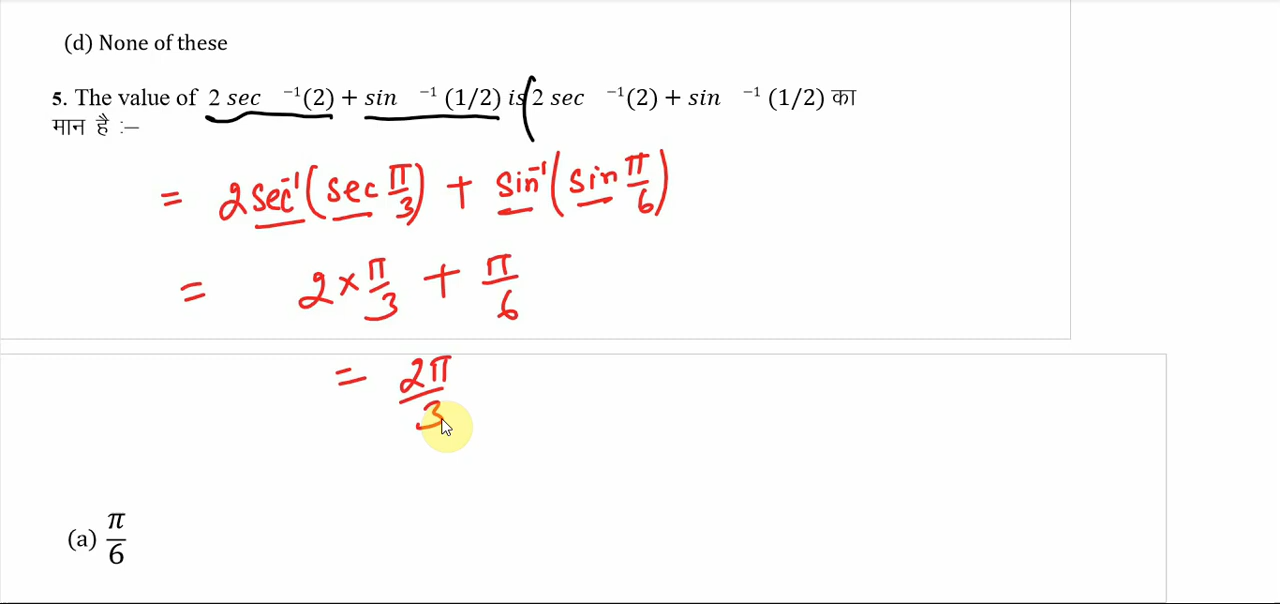 (d) None of these
5. The value of 2 sec ⁻¹(2) + sin ⁻¹ (1/2) is(2 sec ⁻¹(2) + sin ⁻¹ (1/2) का
मान है :–
= 2sec⁻¹(sec π/3) + sin⁻¹(sin π/6)
= 2 × π/3 + π/6
= 2π/3
(a) π/6